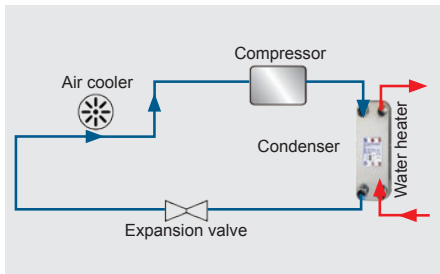 Compressor
Air cooler
Condenser
Water heater
Expansion valve